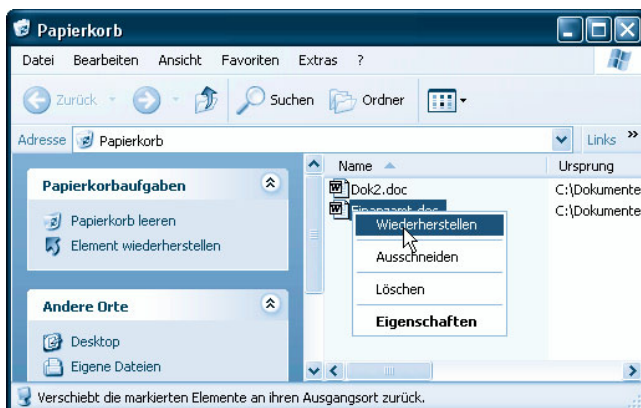 Papierkorb
Datei Bearbeiten Ansicht Favoriten Extras ?
Zurück Suchen Ordner
Adresse Papierkorb Links »
Papierkorbaufgaben
Papierkorb leeren
Element wiederherstellen
Andere Orte
Desktop
Eigene Dateien
Name Ursprung
Dok2.doc C:\Dokumente
Finanzamt.doc C:\Dokumente
Wiederherstellen
Ausschneiden
Löschen
Eigenschaften
Verschiebt die markierten Elemente an ihren Ausgangsort zurück.